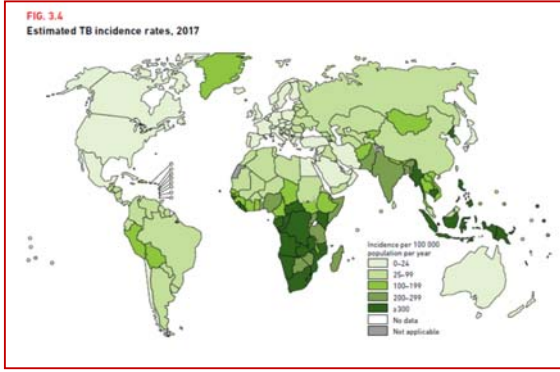 FIG. 3.4
Estimated TB incidence rates, 2017
Incidence per 100 000
population per year
0–24
25–99
100–199
200–299
≥300
No data
Not applicable